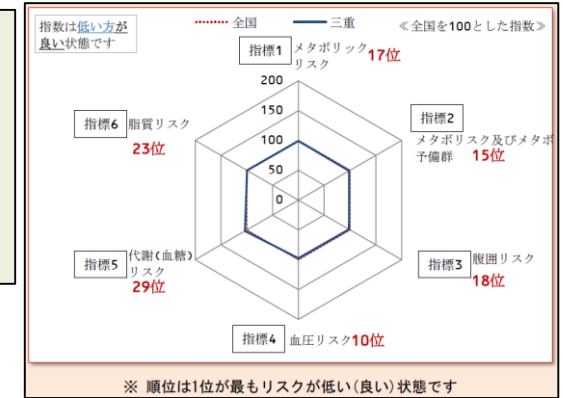 指数は低い方が
良い状態です
全国
三重
≪全国を100とした指数≫
指標1 メタボリック
リスク
17位
指標2
メタボリスク及びメタボ
予備群
15位
指標3 腹囲リスク
18位
指標4 血圧リスク10位
指標5 代謝(血糖)
リスク
29位
指標6 脂質リスク
23位
200
150
100
50
0
※ 順位は1位が最もリスクが低い(良い)状態です